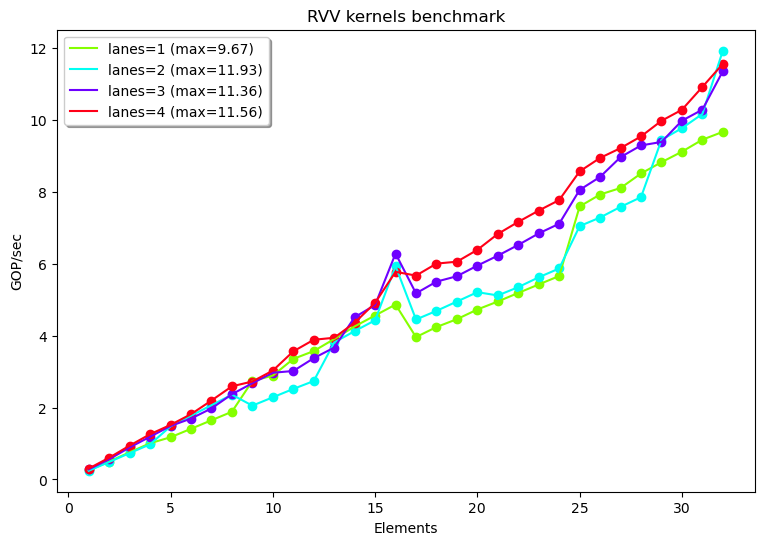 RVV kernels benchmark
lanes=1 (max=9.67)
lanes=2 (max=11.93)
lanes=3 (max=11.36)
lanes=4 (max=11.56)
GOP/sec
12
10
8
6
4
2
0
0 5 10 15 20 25 30
Elements